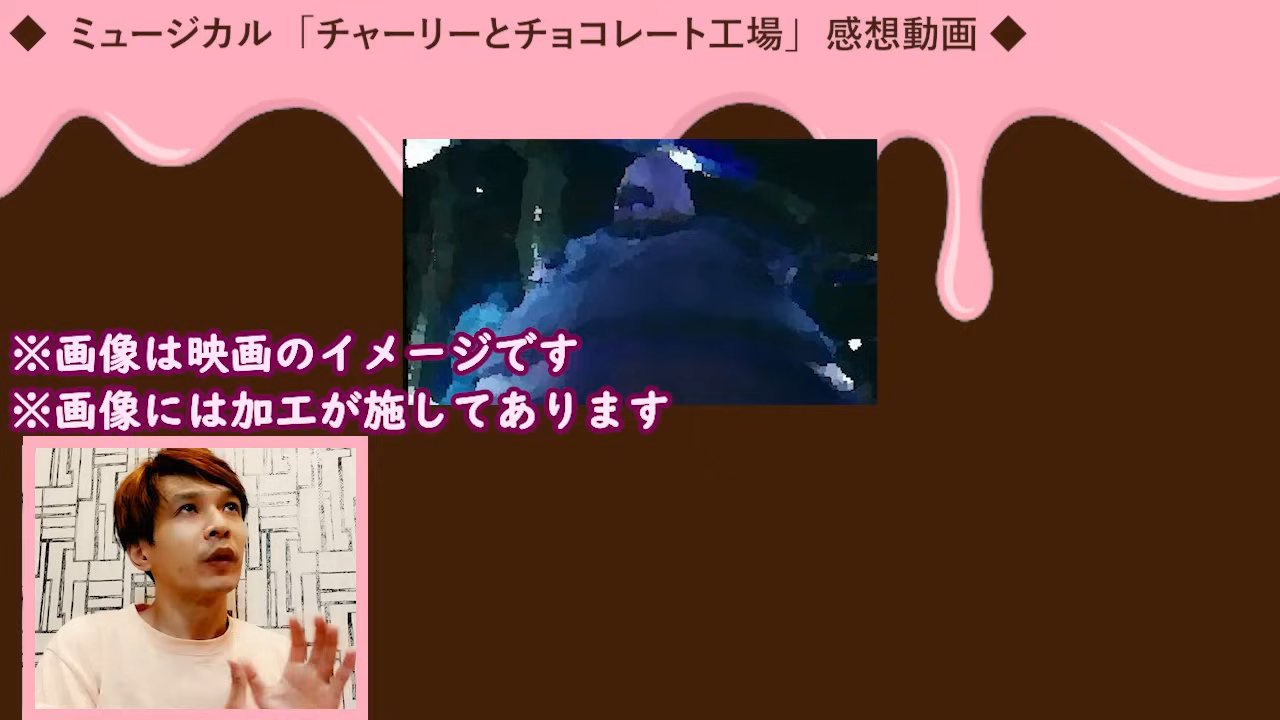 ◆ ミュージカル「チャーリーとチョコレート工場」感想動画 ◆
※画像は映画のイメージです
※画像には加工が施してあります